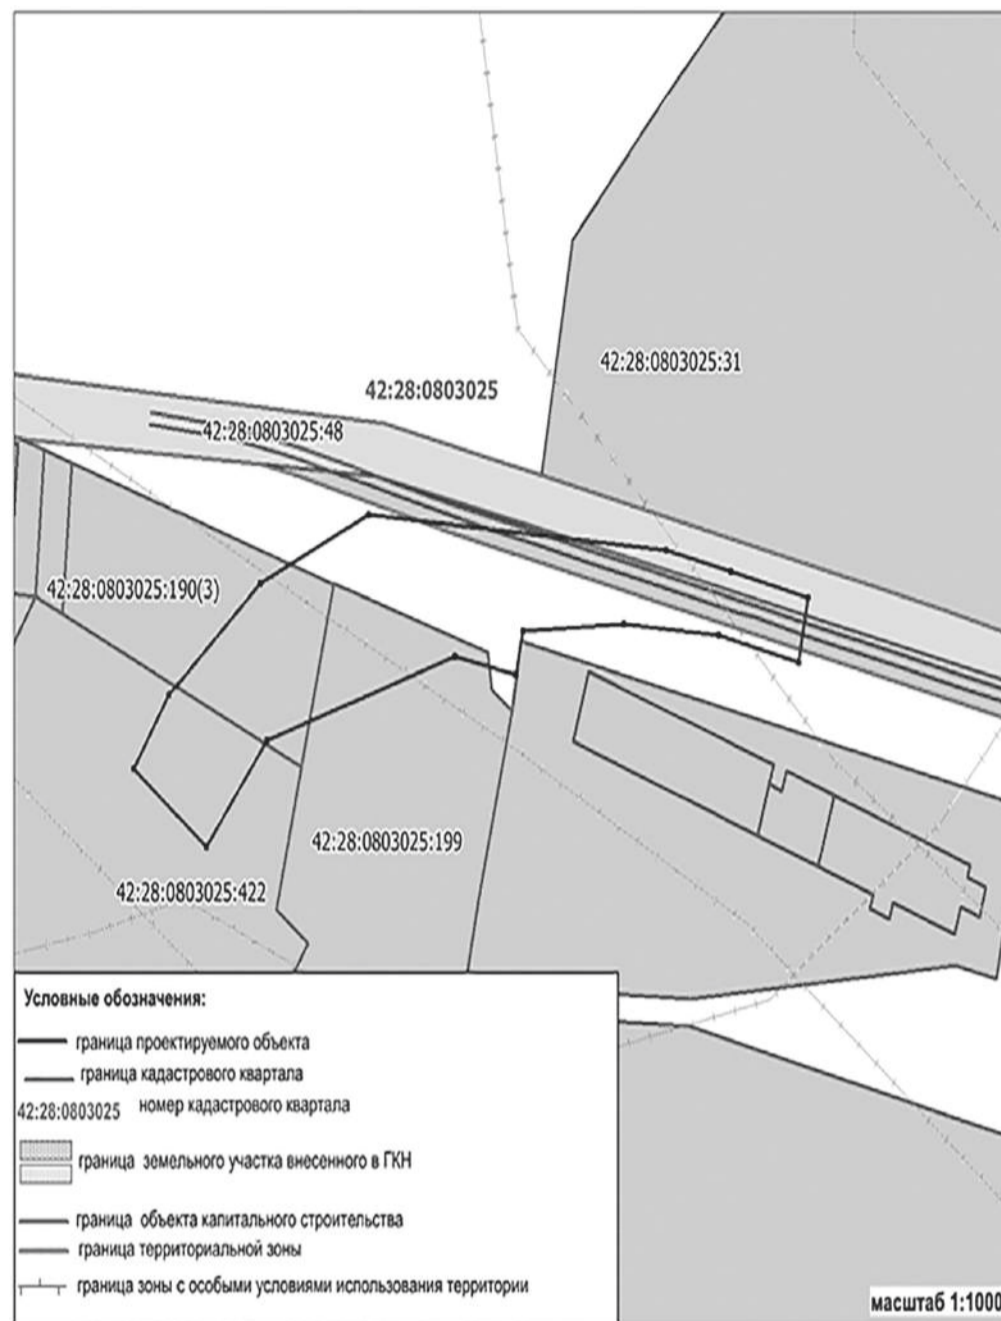 42:28:0803025:31
42:28:0803025
42:28:0803025:48
42:28:0803025:190(3)
42:28:0803025:199
42:28:0803025:422
Условные обозначения:
граница проектируемого объекта
граница кадастрового квартала
42:28:0803025 номер кадастрового квартала
граница земельного участка внесенного в ГКН
граница объекта капитального строительства
граница территориальной зоны
граница зоны с особыми условиями использования территории
масштаб 1:1000